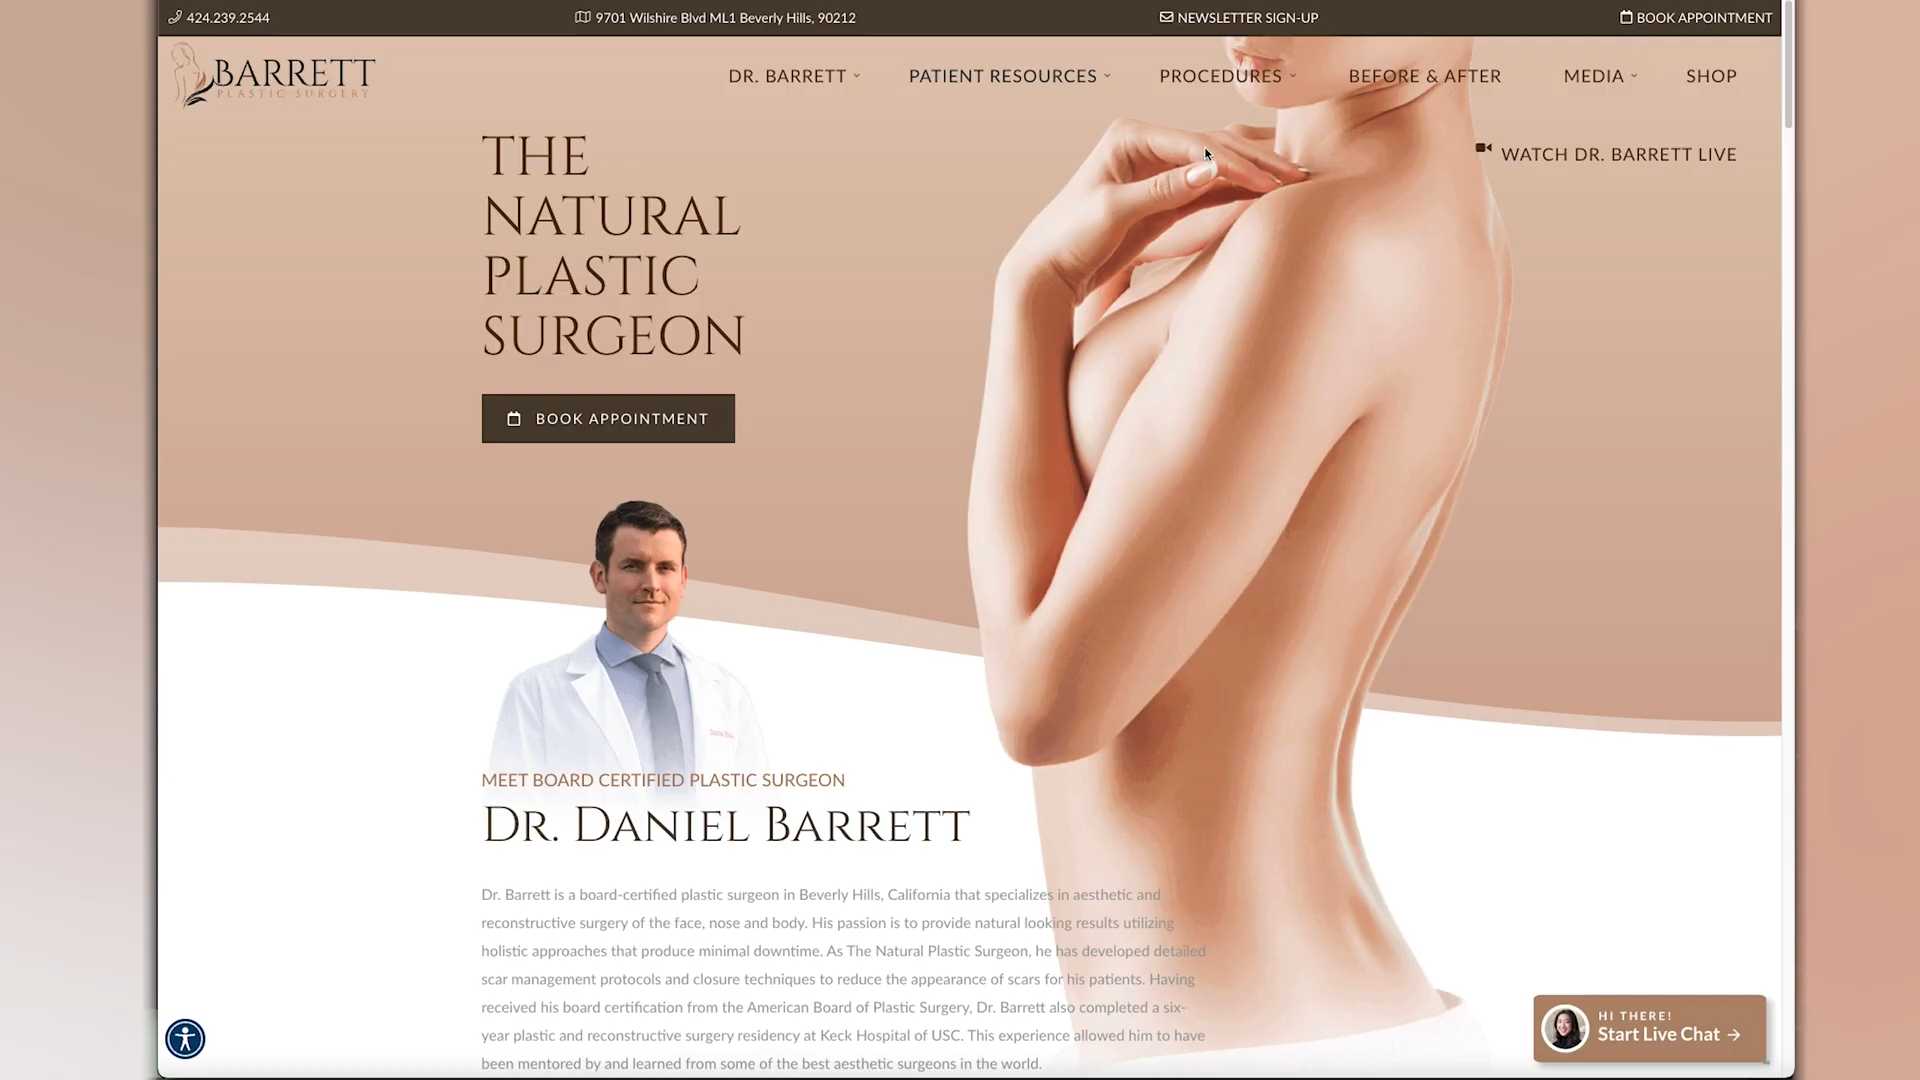 424.239.2544
9701 Wilshire Blvd ML1 Beverly Hills, 90212
NEWSLETTER SIGN-UP
BOOK APPOINTMENT
BARRETT
PLASTIC SURGERY
DR. BARRETT
PATIENT RESOURCES
PROCEDURES
BEFORE & AFTER
MEDIA
SHOP
WATCH DR. BARRETT LIVE
THE
NATURAL
PLASTIC
SURGEON
BOOK APPOINTMENT
MEET BOARD CERTIFIED PLASTIC SURGEON
DR. DANIEL BARRETT
Dr. Barrett is a board-certified plastic surgeon in Beverly Hills, California that specializes in aesthetic and
reconstructive surgery of the face, nose and body. His passion is to provide natural looking results utilizing
holistic approaches that produce minimal downtime. As The Natural Plastic Surgeon, he has developed detailed
scar management protocols and closure techniques to reduce the appearance of scars for his patients. Having
received his board certification from the American Board of Plastic Surgery, Dr. Barrett also completed a six-
year plastic and reconstructive surgery residency at Keck Hospital of USC. This experience allowed him to have
been mentored by and learned from some of the best aesthetic surgeons in the world.
HI THERE!
Start Live Chat →